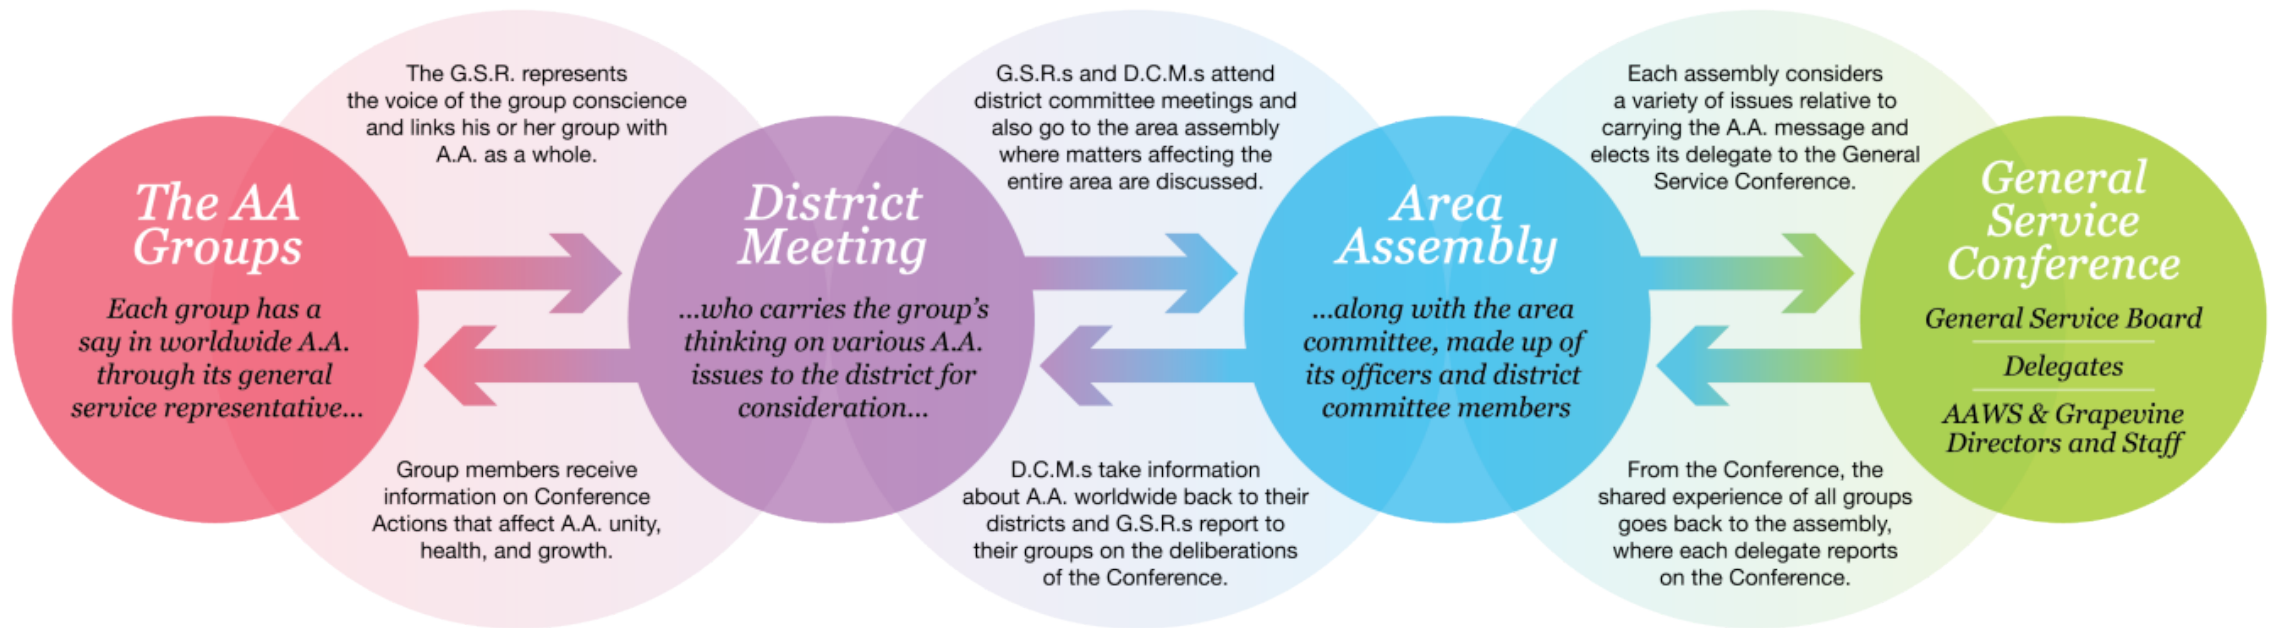 The G.S.R. represents
the voice of the group conscience
and links his or her group with
A.A. as a whole.
G.S.R.s and D.C.M.s attend
district committee meetings and
also go to the area assembly
where matters affecting the
entire area are discussed.
Each assembly considers
a variety of issues relative to
carrying the A.A. message and
elects its delegate to the General
Service Conference.
The AA
Groups
Each group has a
say in worldwide A.A.
through its general
service representative...
District
Meeting
...who carries the group’s
thinking on various A.A.
issues to the district for
consideration...
Area
Assembly
...along with the area
committee, made up of
its officers and district
committee members
General
Service
Conference
General Service Board
Delegates
AAWS & Grapevine
Directors and Staff
Group members receive
information on Conference
Actions that affect A.A. unity,
health, and growth.
D.C.M.s take information
about A.A. worldwide back to their
districts and G.S.R.s report to
their groups on the deliberations
of the Conference.
From the Conference, the
shared experience of all groups
goes back to the assembly,
where each delegate reports
on the Conference.